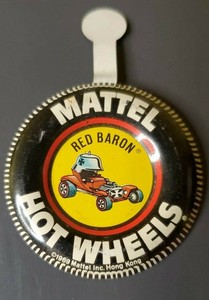 MATTEL
RED BARON®
HOT WHEELS®
©1969 Mattel Inc. Hong Kong